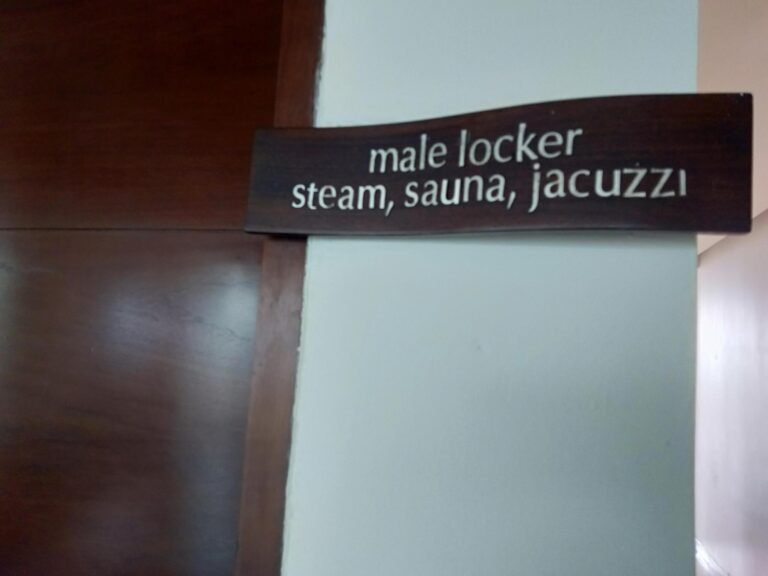 male locker
steam, sauna, jacuzzi